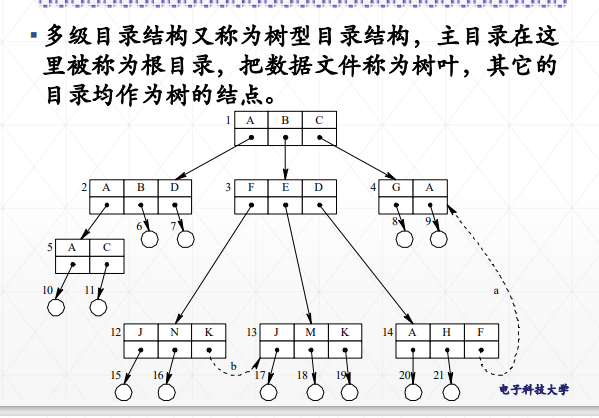 多级目录结构又称为树型目录结构，主目录在这
里被称为根目录，把数据文件称为树叶，其它的
目录均作为树的结点。
1 A B C
2 A B D 3 F E D 4 G A
6 7 8 9
5 A C
10 11 a
12 J N K 13 J M K 14 A H F
b
15 16 17 18 19 20 21
电子科技大学